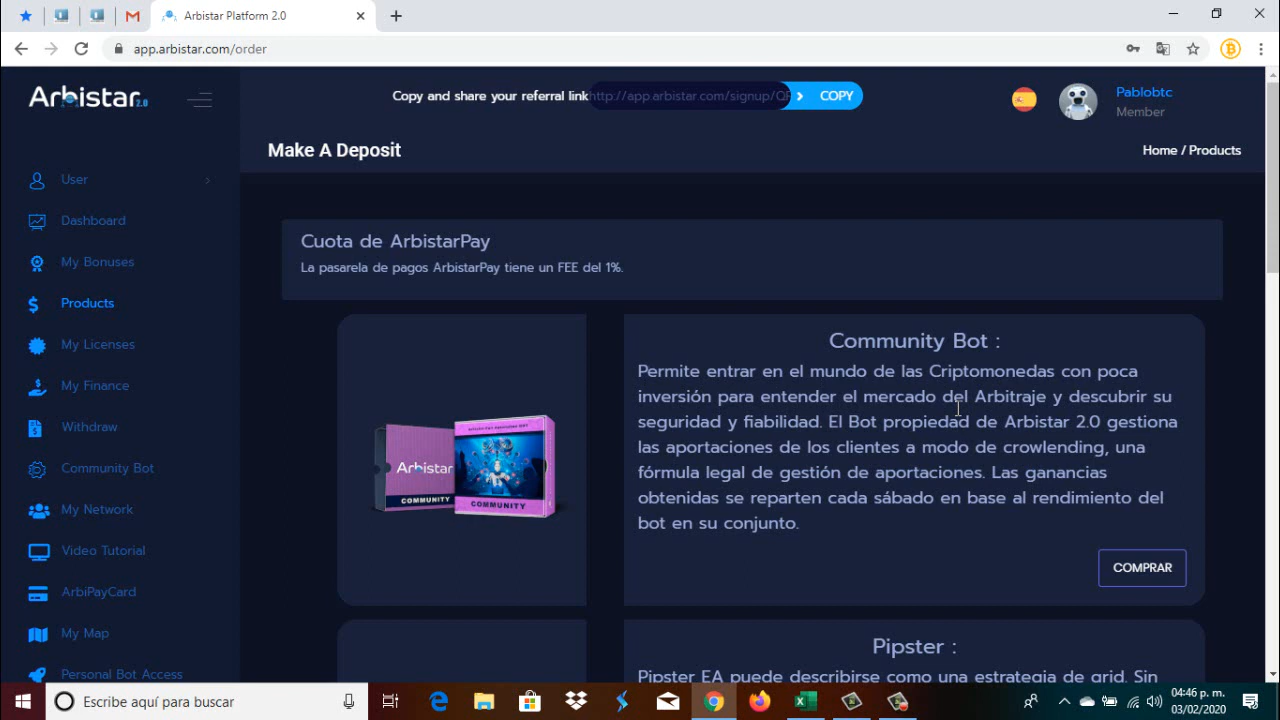 Arbistar Platform 2.0
app.arbistar.com/order
Arbistar 2.0
Copy and share your referral link
http://app.arbistar.com/signup/QR
COPY
Pablobtc
Member
Make A Deposit
Home / Products
User
Dashboard
My Bonuses
Products
My Licenses
My Finance
Withdraw
Community Bot
My Network
Video Tutorial
ArbiPayCard
My Map
Personal Bot Access
Cuota de ArbistarPay
La pasarela de pagos ArbistarPay tiene un FEE del 1%.
Arbistar
COMMUNITY
COMMUNITY
Community Bot :
Permite entrar en el mundo de las Criptomonedas con poca
inversión para entender el mercado del Arbitraje y descubrir su
seguridad y fiabilidad. El Bot propiedad de Arbistar 2.0 gestiona
las aportaciones de los clientes a modo de crowlending, una
fórmula legal de gestión de aportaciones. Las ganancias
obtenidas se reparten cada sábado en base al rendimiento del
bot en su conjunto.
COMPRAR
Pipster :
Pipster EA puede describirse como una estrategia de grid. Sin
Escribe aquí para buscar
04:46 p. m.
03/02/2020